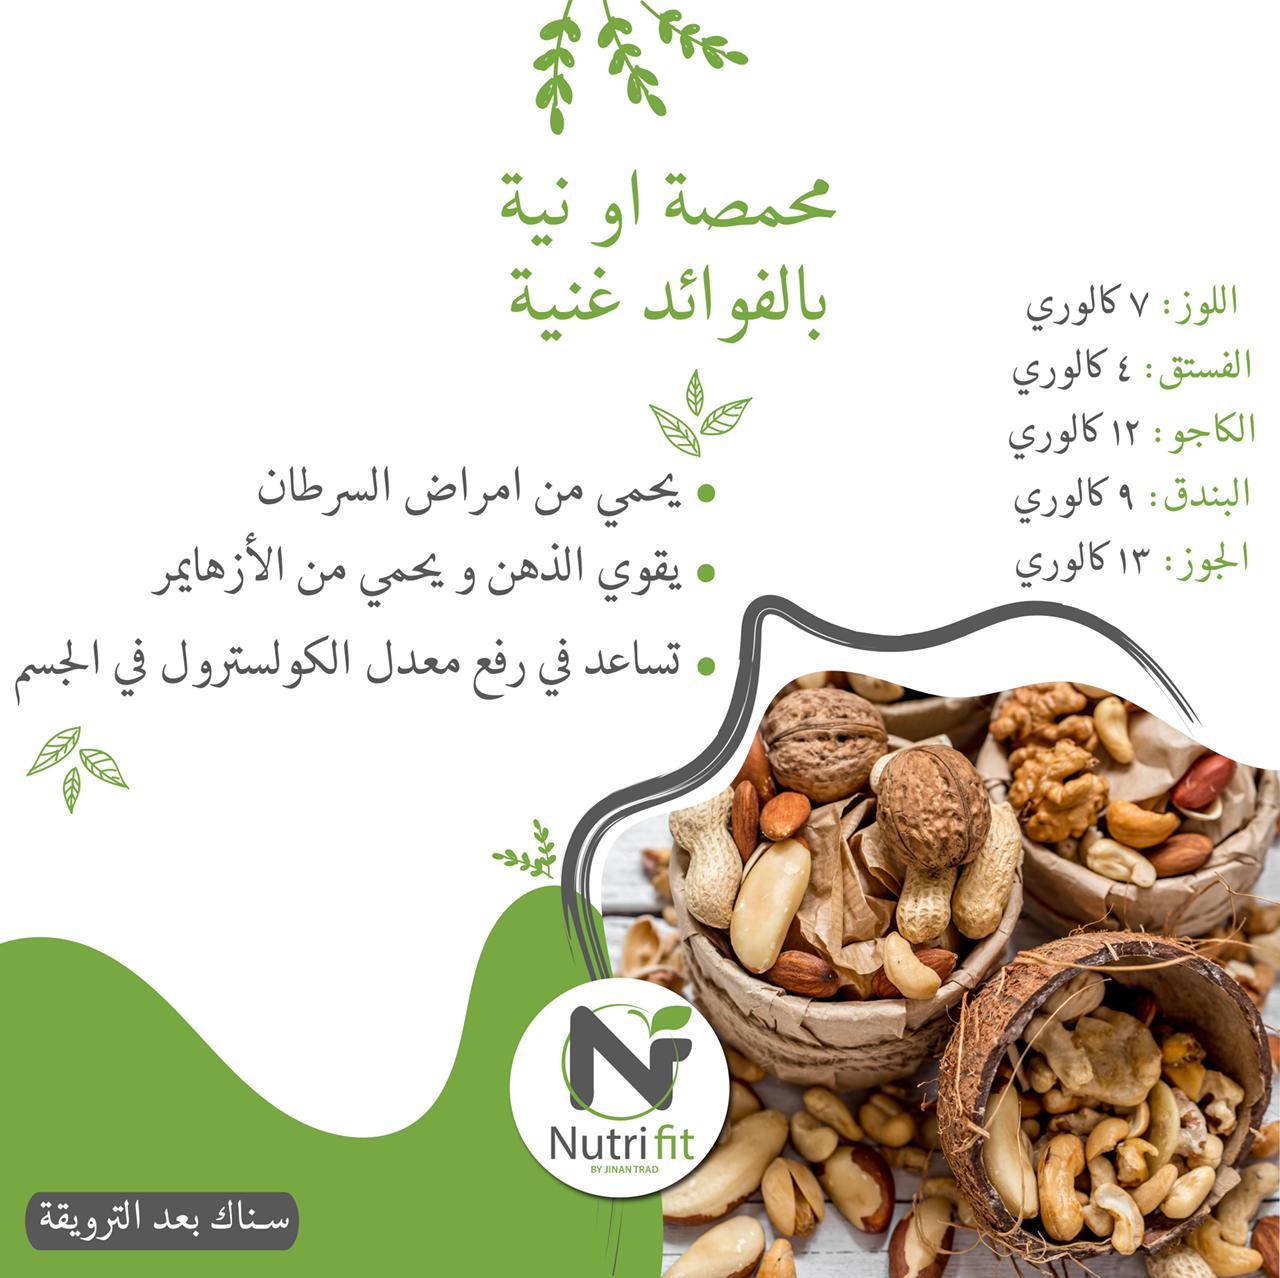 محمصة او نية
بالفوائد غنية
اللوز: ٧ كالوري
الفستق: ٤ كالوري
الكاجو: ١٢ كالوري
البندق: ٩ كالوري
الجوز: ١٣ كالوري
يحمي من امراض السرطان
يقوي الذهن و يحمي من الأزهايمر
تساعد في رفع معدل الكولسترول في الجسم
Nutrifit
BY JINAN TRAD
سناك بعد الترويقة